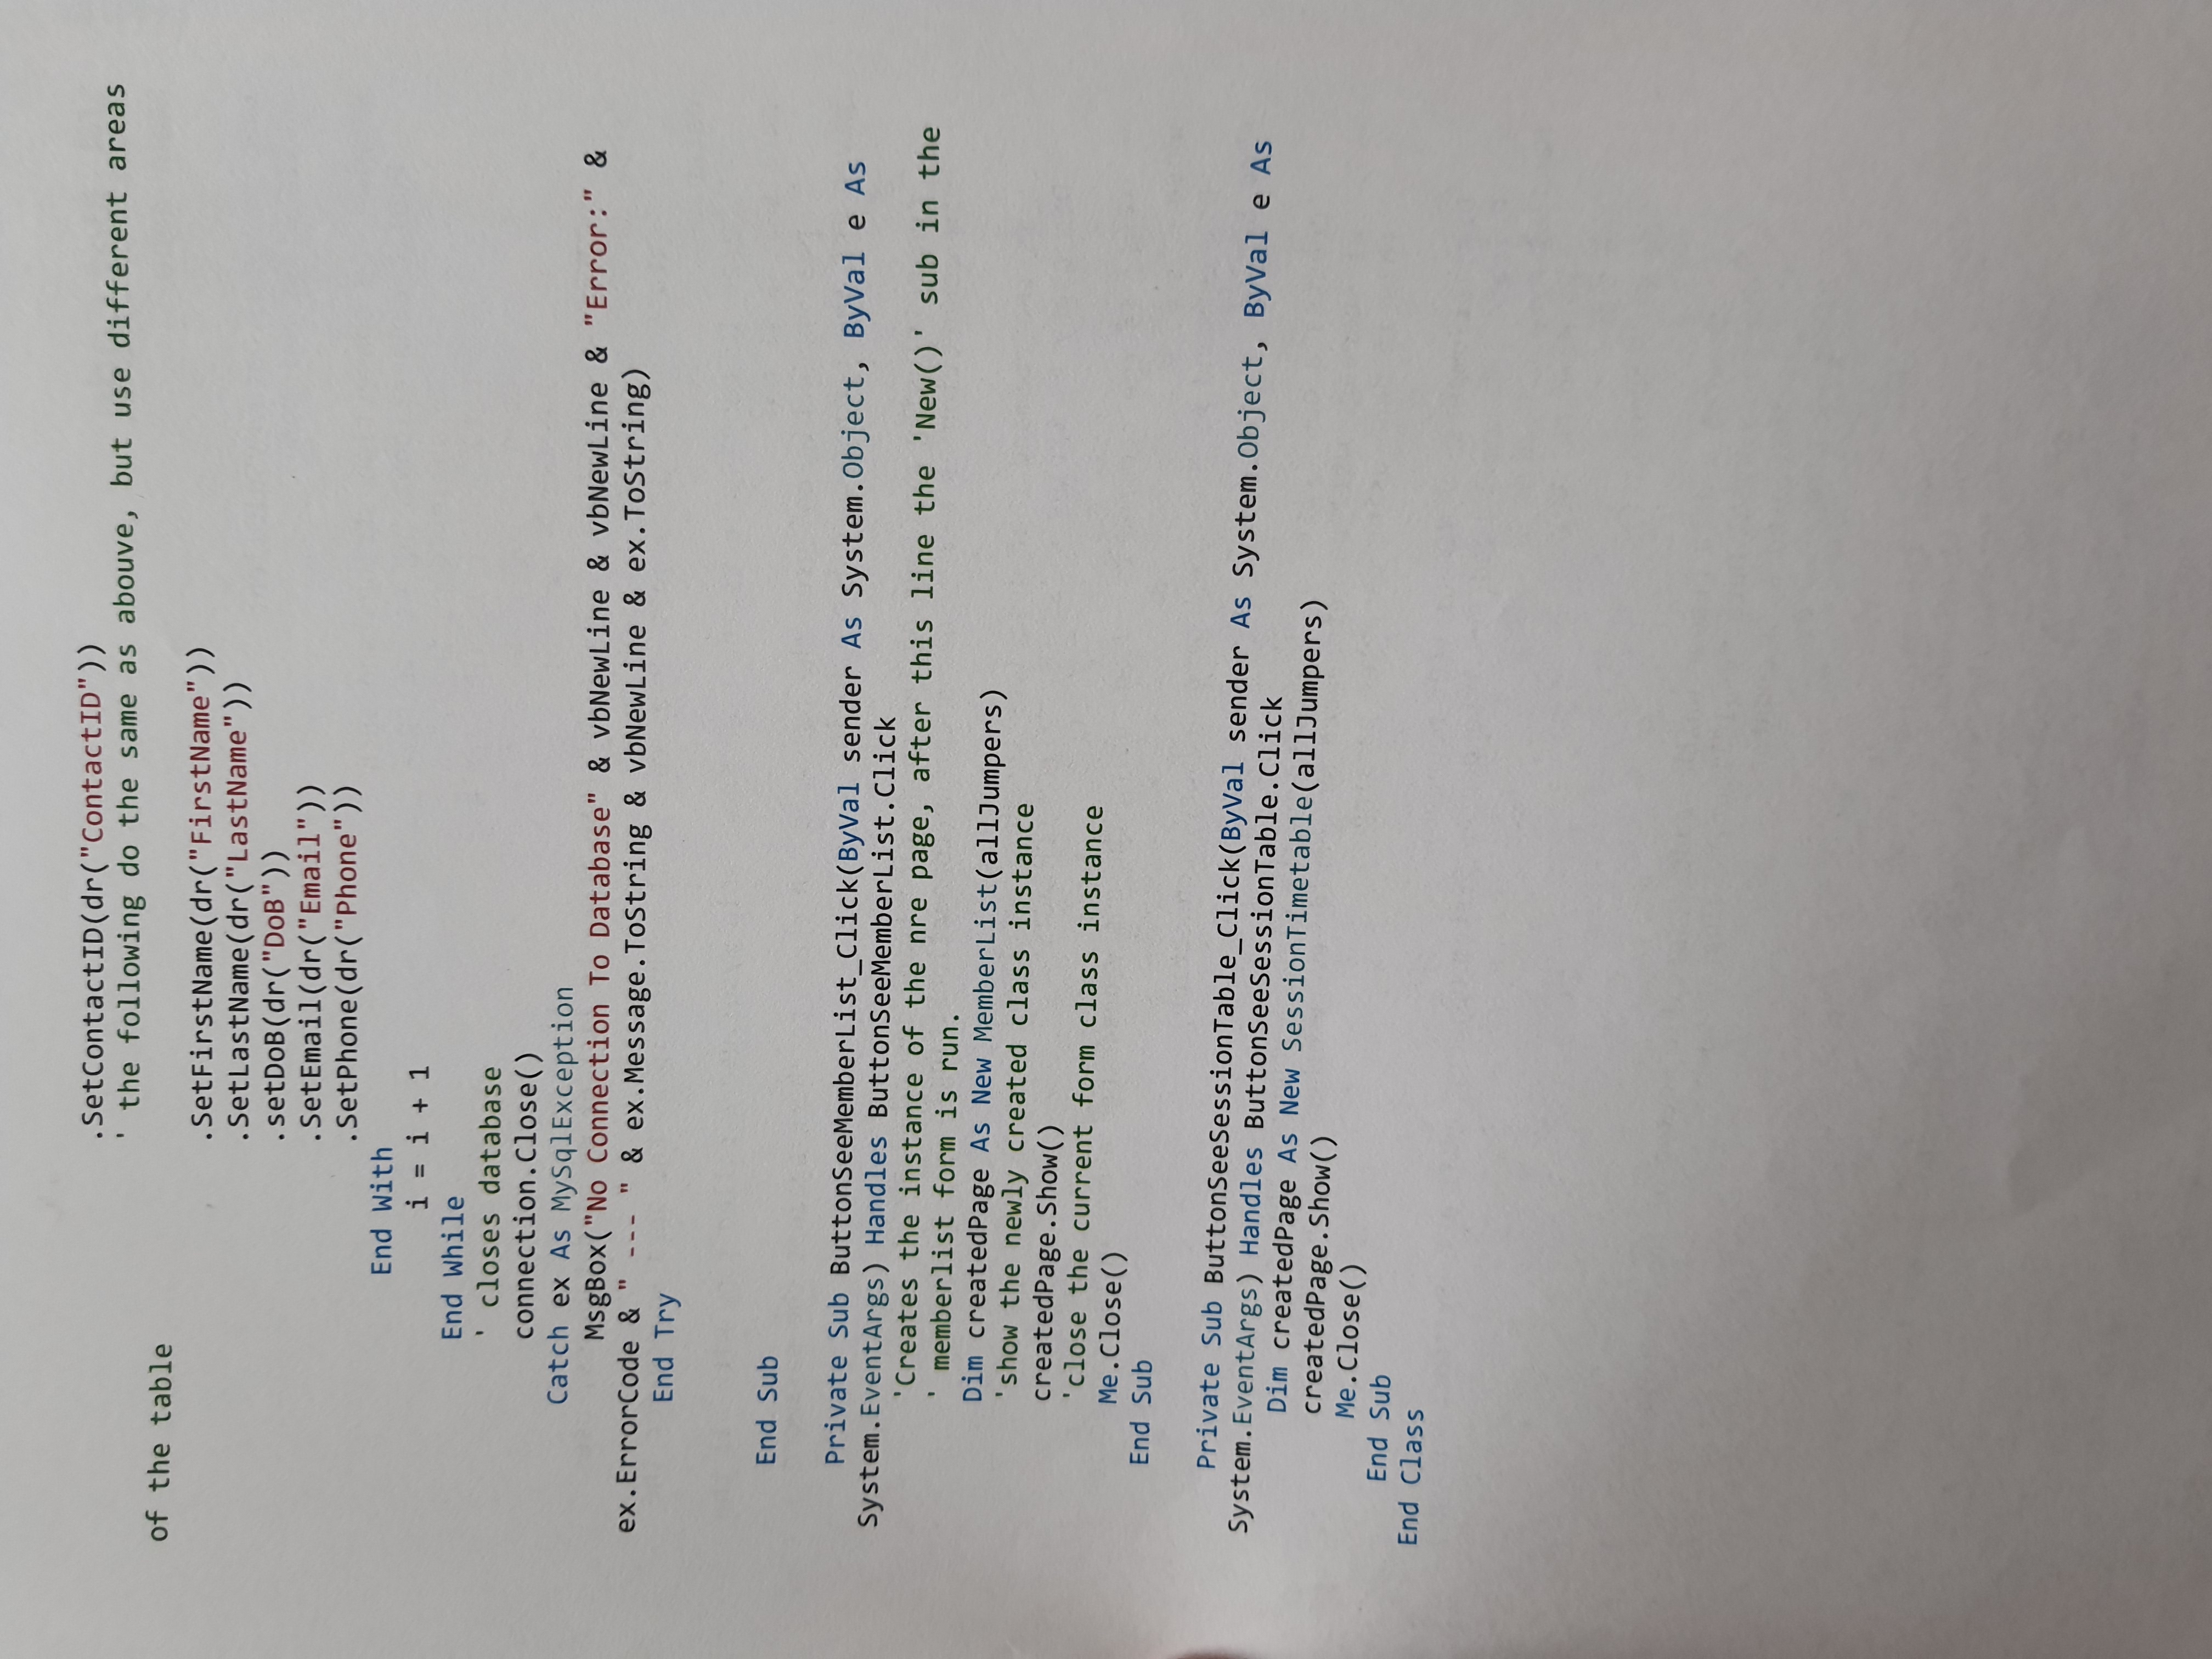 .SetContactID(dr("ContactID"))
' the following do the same as abouve, but use different areas
of the table
.SetFirstName(dr("FirstName"))
.SetLastName(dr("LastName"))
.setDoB(dr("DoB"))
.SetEmail(dr("Email"))
.SetPhone(dr("Phone"))
End With
i = i + 1
End While
' closes database
connection.Close()
Catch ex As MySqlException
MsgBox("No Connection To Database" & vbNewLine & vbNewLine & "Error:" &
ex.ErrorCode & " --- " & ex.Message.ToString & vbNewLine & ex.ToString)
End Try
End Sub
Private Sub ButtonSeeMemberList_Click(ByVal sender As System.Object, ByVal e As
System.EventArgs) Handles ButtonSeeMemberList.Click
'Creates the instance of the nre page, after this line the 'New()' sub in the
' memberlist form is run.
Dim createdPage As New MemberList(allJumpers)
'show the newly created class instance
createdPage.Show()
'close the current form class instance
Me.Close()
End Sub
Private Sub ButtonSeeSessionTable_Click(ByVal sender As System.Object, ByVal e As
System.EventArgs) Handles ButtonSeeSessionTable.Click
Dim createdPage As New SessionTimetable(allJumpers)
createdPage.Show()
Me.Close()
End Sub
End Class